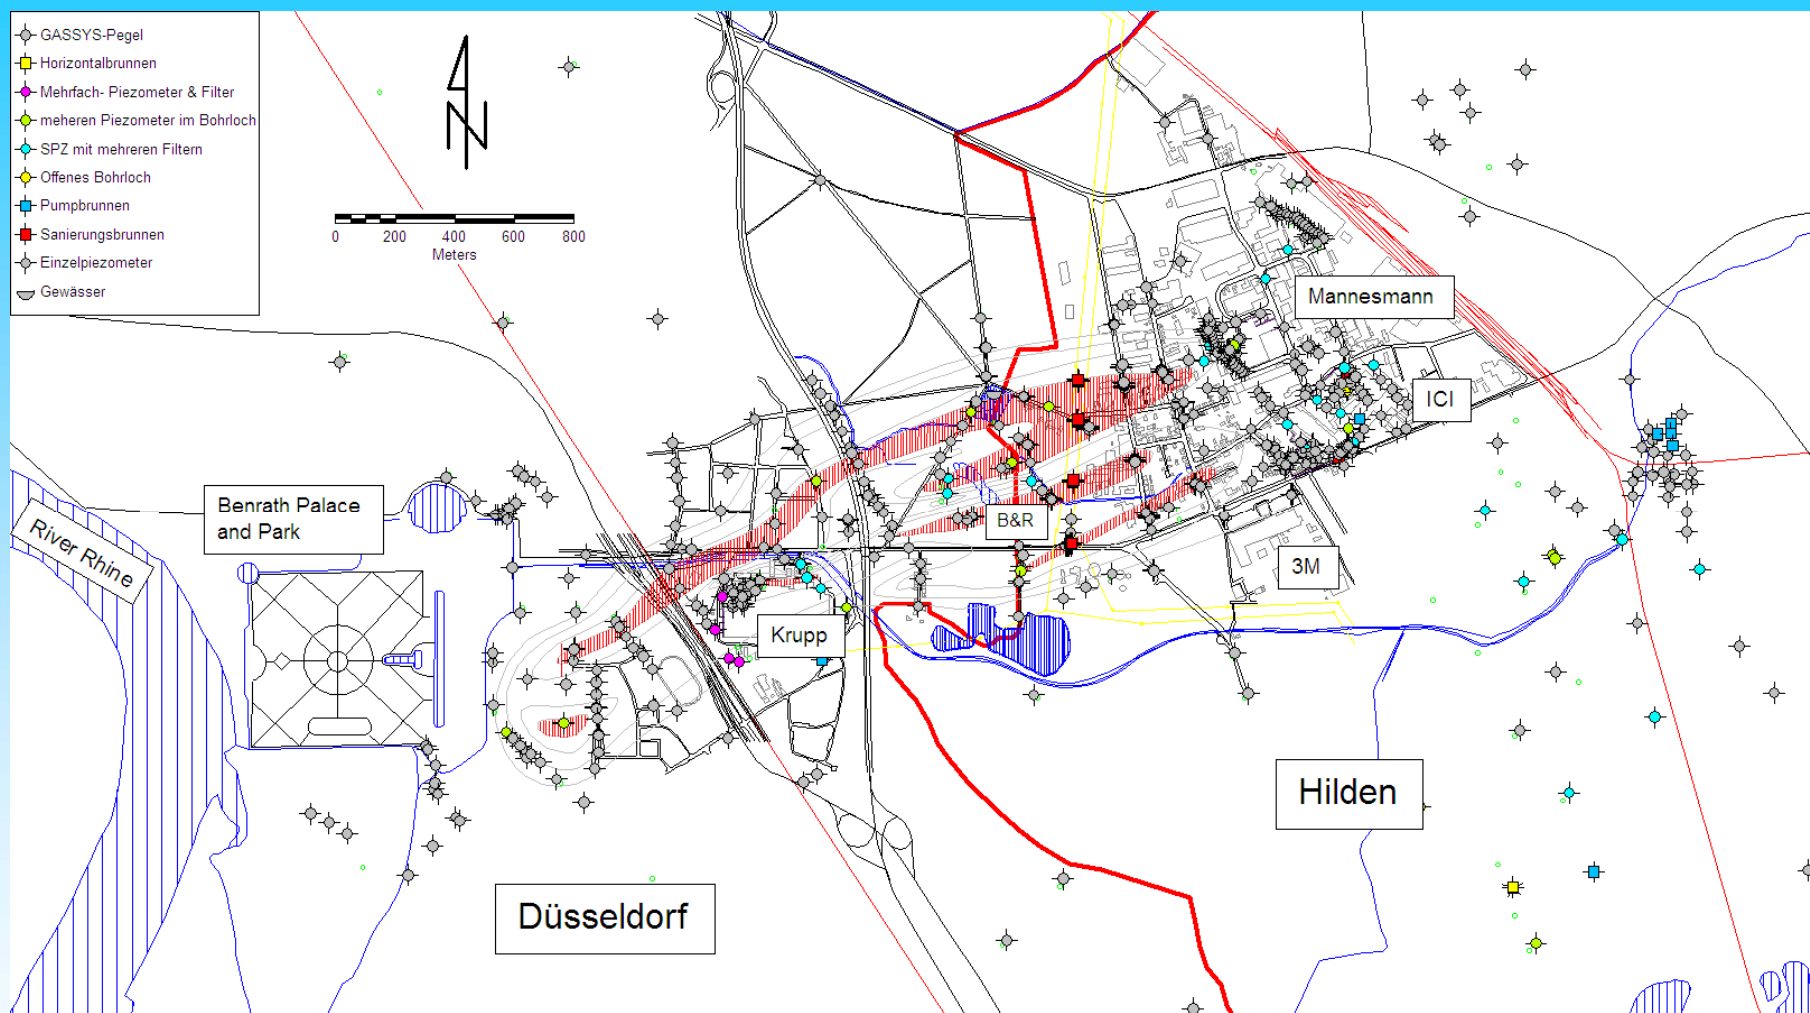 GASSYS-Pegel
Horizontalbrunnen
Mehrfach- Piezometer & Filter
meheren Piezometer im Bohrloch
SPZ mit mehreren Filtern
Offenes Bohrloch
Pumpbrunnen
Sanierungsbrunnen
Einzelpiezometer
Gewässer
N
0 200 400 600 800
Meters
Mannesmann
ICI
Benrath Palace
and Park
River Rhine
B&R
3M
Krupp
Hilden
Düsseldorf